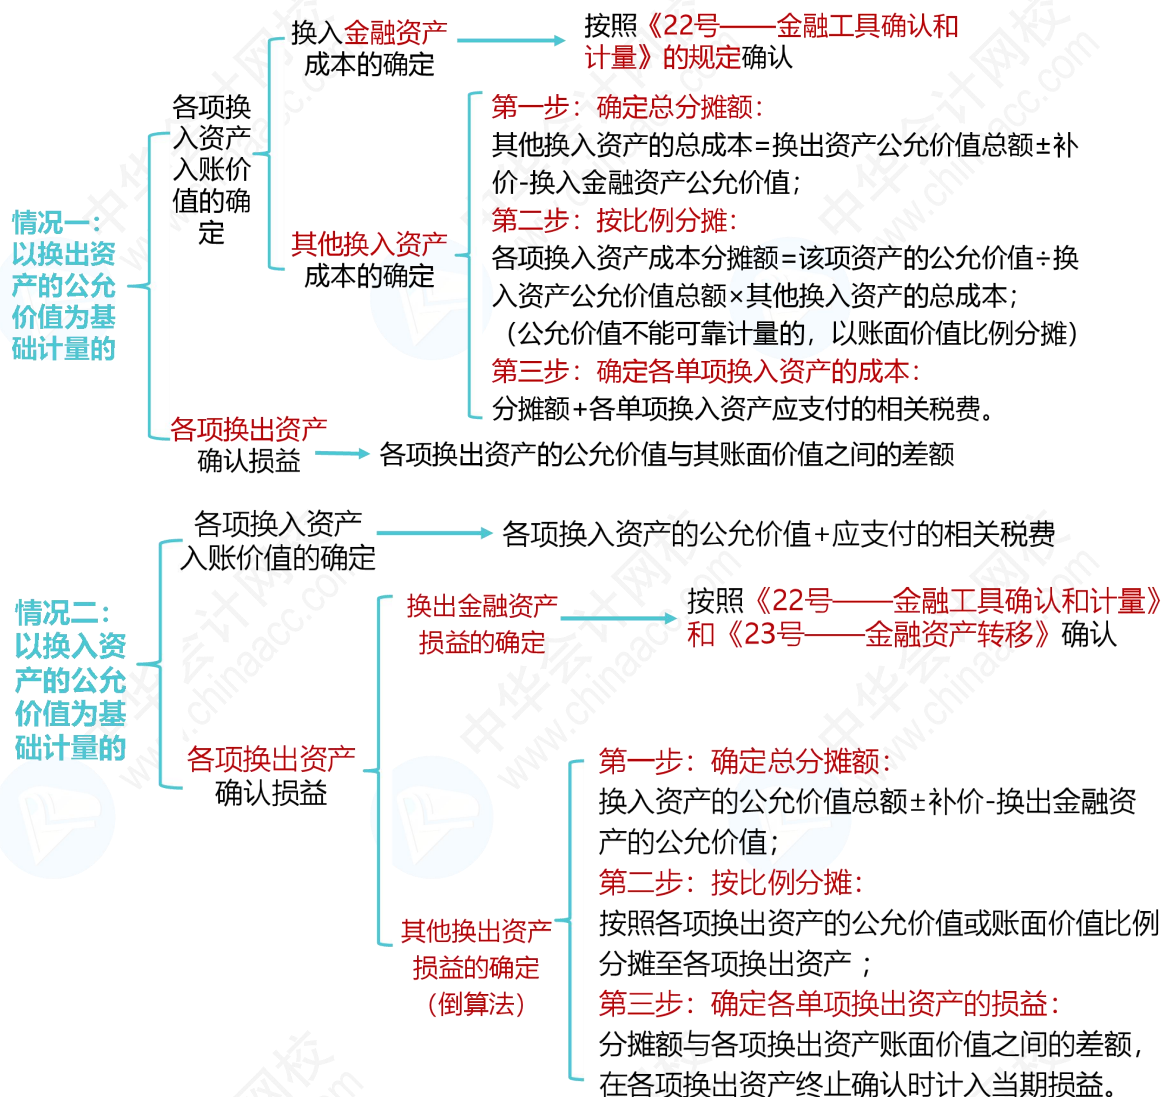 情况一：
以换出资
产的公允
价值为基
础计量的
各项换
入资产
入账价
值的确
定
换入金融资产
成本的确定
按照《22号——金融工具确认和
计量》的规定确认
其他换入资产
成本的确定
第一步：确定总分摊额：
其他换入资产的总成本=换出资产公允价值总额±补
价-换入金融资产公允价值；
第二步：按比例分摊：
各项换入资产成本分摊额=该项资产的公允价值÷换
入资产公允价值总额×其他换入资产的总成本；
（公允价值不能可靠计量的，以账面价值比例分摊）
第三步：确定各单项换入资产的成本：
分摊额+各单项换入资产应支付的相关税费。
各项换出资产
确认损益
各项换出资产的公允价值与其账面价值之间的差额
情况二：
以换入资
产的公允
价值为基
础计量的
各项换入资产
入账价值的确定
各项换入资产的公允价值+应支付的相关税费
各项换出资产
确认损益
换出金融资产
损益的确定
按照《22号——金融工具确认和计量》
和《23号——金融资产转移》确认
其他换出资产
损益的确定
（倒算法）
第一步：确定总分摊额：
换入资产的公允价值总额±补价-换出金融资
产的公允价值；
第二步：按比例分摊：
按照各项换出资产的公允价值或账面价值比例
分摊至各项换出资产；
第三步：确定各单项换出资产的损益：
分摊额与各项换出资产账面价值之间的差额，
在各项换出资产终止确认时计入当期损益。
中华会计网校
www.chinaacc.com